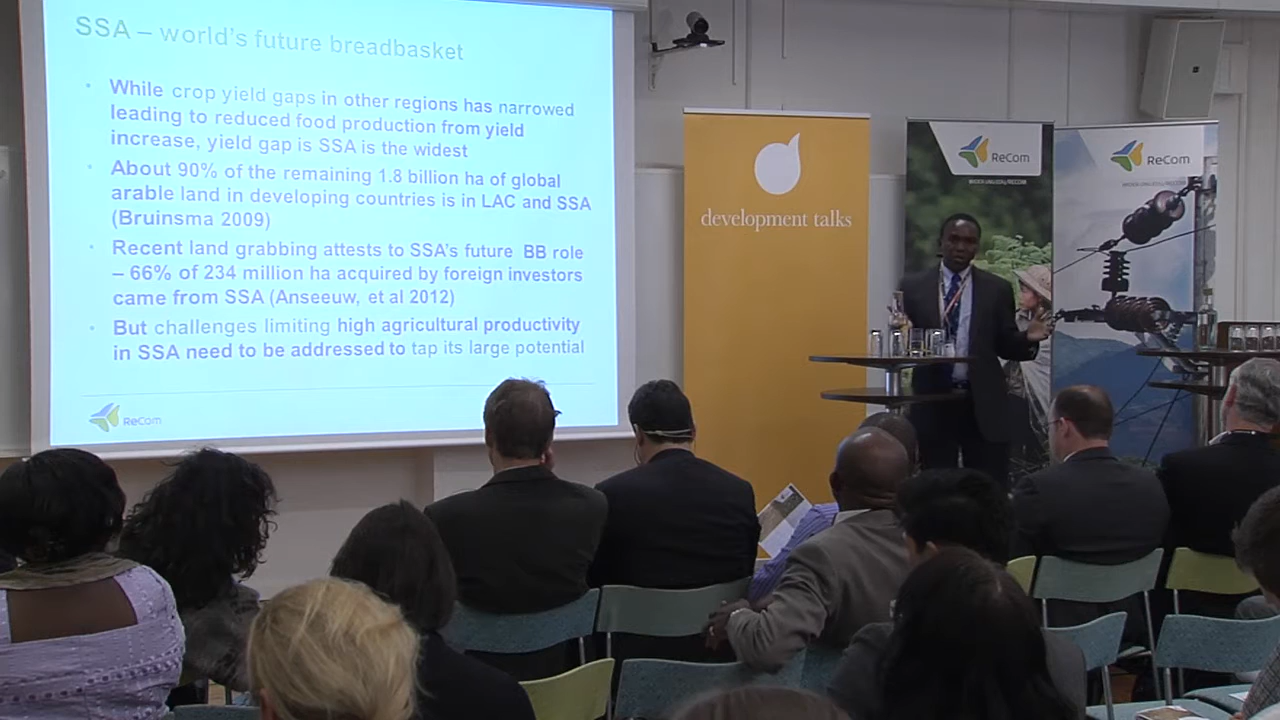 SSA – world's future breadbasket
• While crop yield gaps in other regions has narrowed
leading to reduced food production from yield
increase, yield gap is SSA is the widest
• About 90% of the remaining 1.8 billion ha of global
arable land in developing countries is in LAC and SSA
(Bruinsma 2009)
• Recent land grabbing attests to SSA's future BB role
– 66% of 234 million ha acquired by foreign investors
came from SSA (Anseeuw, et al 2012)
• But challenges limiting high agricultural productivity
in SSA need to be addressed to tap its large potential
ReCom
development talks
ReCom
ReCom